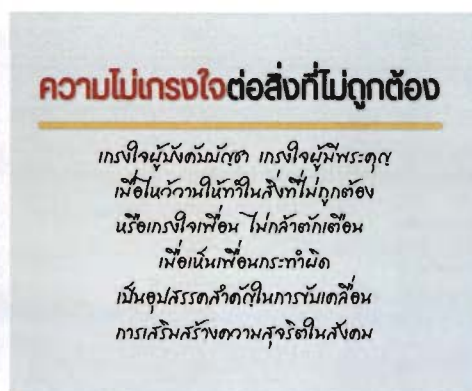 ความไม่เกรงใจต่อสิ่งที่ไม่ถูกต้อง
เกรงใจผู้บังคับบัญชา เกรงใจผู้มีพระคุณ
เมื่อไหว้วานให้ทำในสิ่งที่ไม่ถูกต้อง
หรือเกรงใจเพื่อน ไม่กล้าตักเตือน
เมื่อเห็นเพื่อนกระทำผิด
เป็นอุปสรรคสำคัญในการขับเคลื่อน
การเสริมสร้างความสุจริตในสังคม